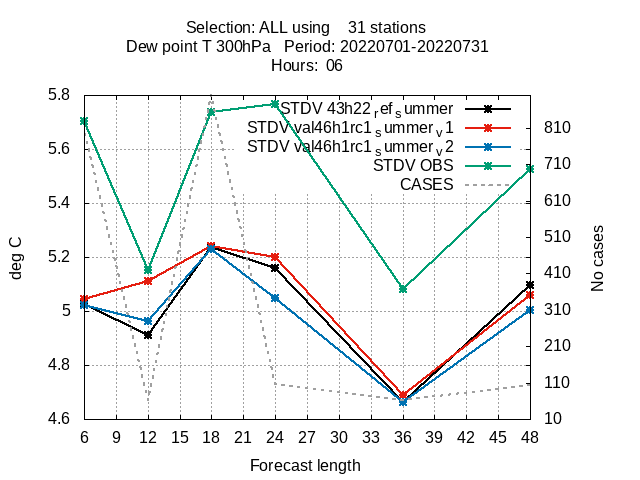 Selection: ALL using 31 stations
Dew point T 300hPa Period: 20220701-20220731
Hours: 06
STDV 43h22refsummer
STDV val46h1rc1summerv1
STDV val46h1rc1summerv2
STDV OBS
CASES
deg C
5.8
5.6
5.4
5.2
5
4.8
4.6
No cases
810
710
610
510
410
310
210
110
10
6 9 12 15 18 21 24 27 30 33 36 39 42 45 48
Forecast length